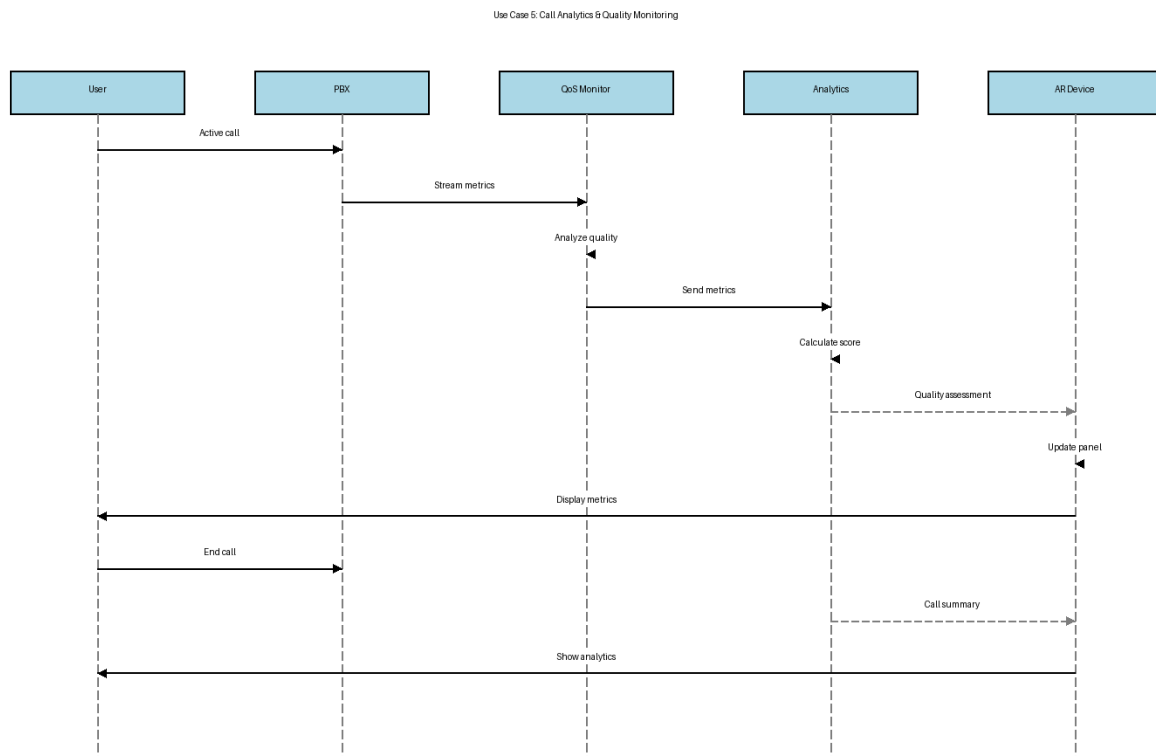 Use Case 5: Call Analytics & Quality Monitoring
User
PBX
QoS Monitor
Analytics
AR Device
Active call
Stream metrics
Analyze quality
Send metrics
Calculate score
Quality assessment
Update panel
Display metrics
End call
Call summary
Show analytics